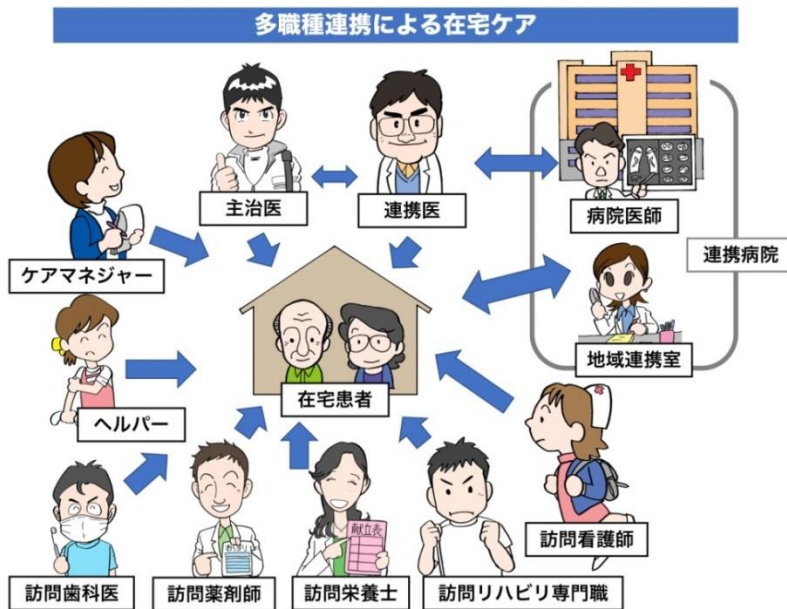 多職種連携による在宅ケア
主治医
連携医
病院医師
ケアマネジャー
連携病院
地域連携室
在宅患者
ヘルパー
訪問看護師
献立表
訪問歯科医
訪問薬剤師
訪問栄養士
訪問リハビリ専門職